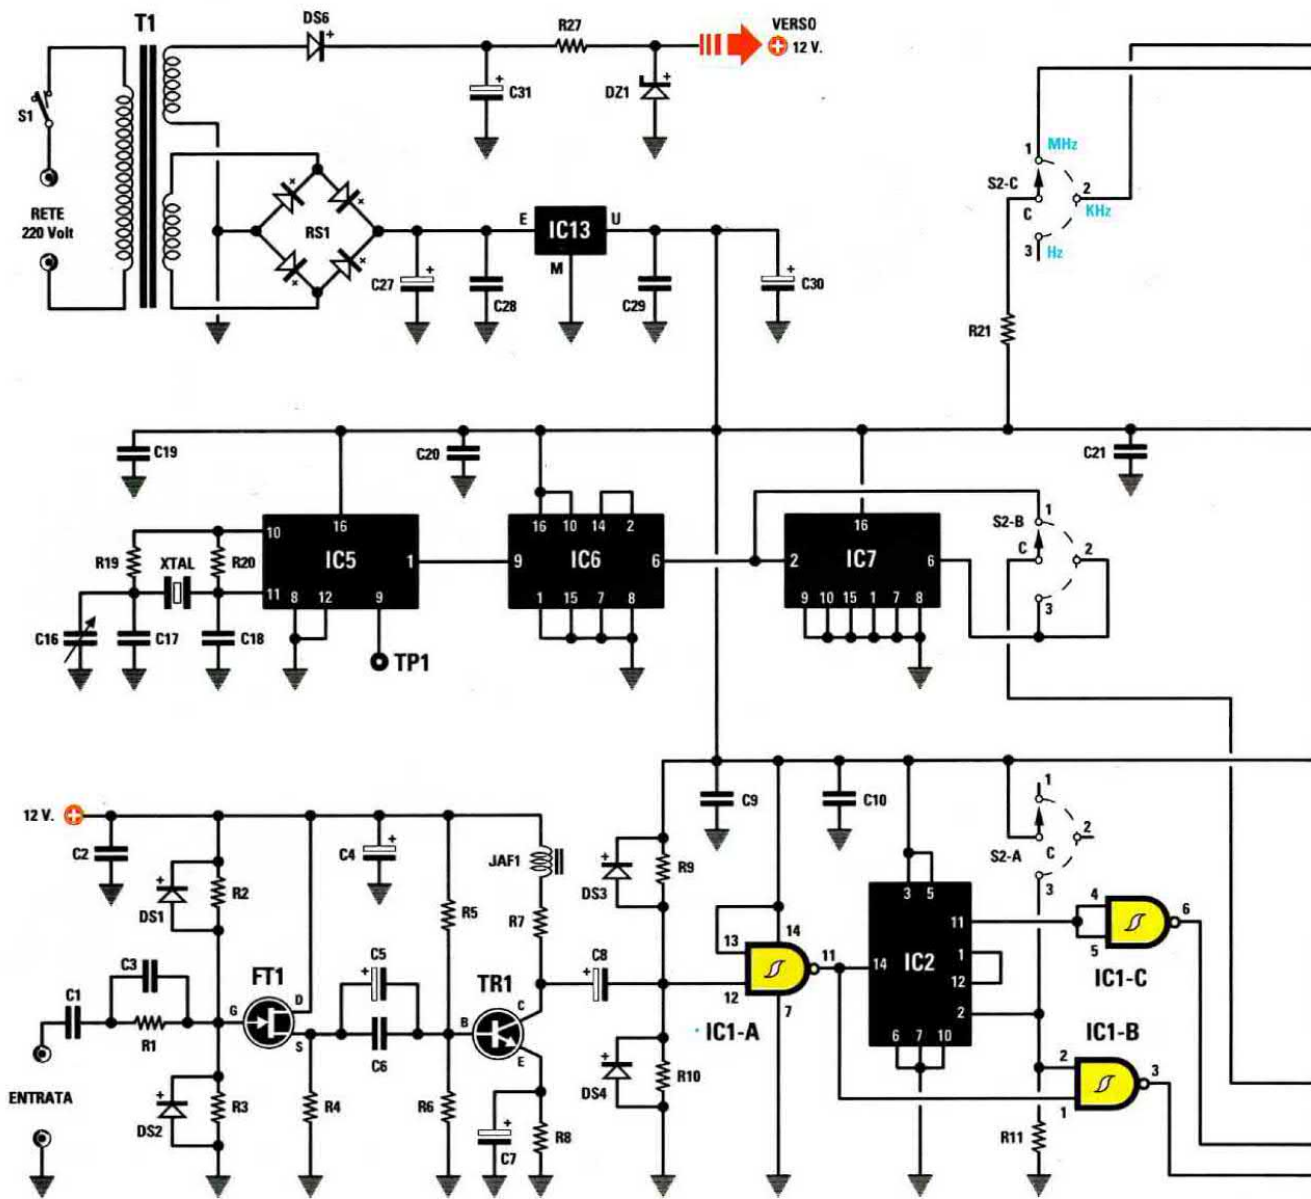 T1
DS6
R27
VERSO
12 V.
S1
C31
DZ1
RETE
220 Volt
RS1
E
IC13
U
M
C27
C28
C29
C30
1
MHz
S2-C
2
C
KHz
3
Hz
R21
C19
C20
C21
10
16
16
10
14
2
16
S2-B
1
R19
XTAL
R20
IC5
1
9
IC6
6
2
IC7
6
C
2
11
8
12
9
1
15
7
8
9
10
15
1
7
8
3
C16
C17
C18
TP1
12 V.
C2
C4
JAF1
C9
C10
1
2
S2-A
C
3
DS1
R2
R5
R7
DS3
R9
3
5
11
4
6
5
C3
C5
C8
13
14
11
14
IC2
1
12
IC1-C
C1
FT1
D
TR1
C
12
7
IC1-A
2
IC1-B
R1
G
S
C6
B
E
6
7
10
2
3
1
ENTRATA
DS2
R3
R4
R6
C7
R8
DS4
R10
R11